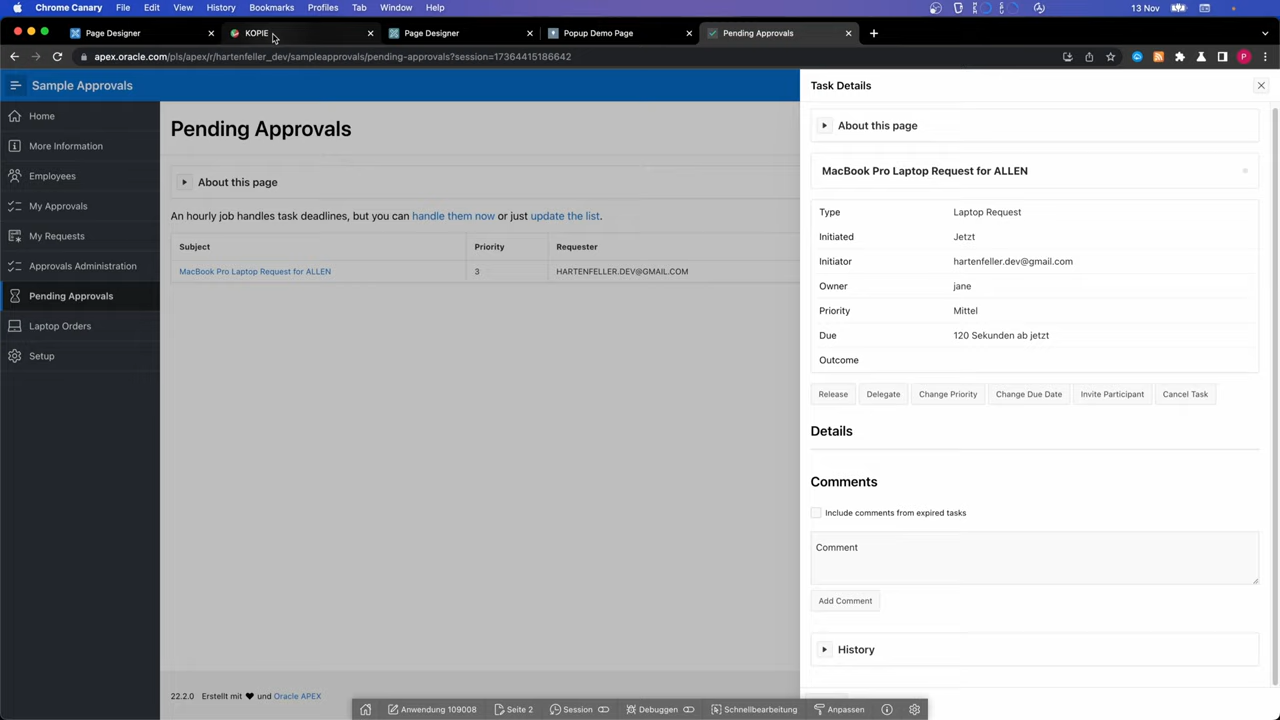 Chrome Canary File Edit View History Bookmarks Profiles Tab Window Help 13 Nov
Page Designer
KOPIE
Page Designer
Popup Demo Page
Pending Approvals
apex.oracle.com/pls/apex/r/hartenfeller_dev/sampleapprovals/pending-approvals?session=17364415186642
P
Sample Approvals
Home
More Information
Employees
My Approvals
My Requests
Approvals Administration
Pending Approvals
Laptop Orders
Setup
Pending Approvals
About this page
An hourly job handles task deadlines, but you can handle them now or just update the list.
Subject Priority Requester
MacBook Pro Laptop Request for ALLEN 3 HARTENFELLER.DEV@GMAIL.COM
22.2.0 Erstellt mit ♥ und Oracle APEX
Task Details
About this page
MacBook Pro Laptop Request for ALLEN
Type Laptop Request
Initiated Jetzt
Initiator hartenfeller.dev@gmail.com
Owner jane
Priority Mittel
Due 120 Sekunden ab jetzt
Outcome
Release Delegate Change Priority Change Due Date Invite Participant Cancel Task
Details
Comments
Include comments from expired tasks
Comment
Add Comment
History
Anwendung 109008 Seite 2 Session Debuggen Schnellbearbeitung Anpassen